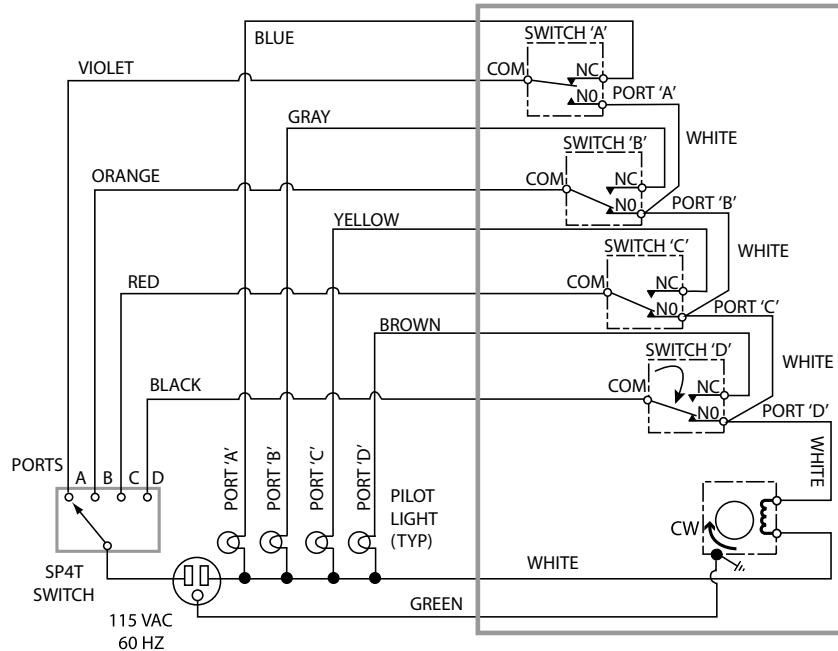 BLUE
SWITCH 'A'
VIOLET
COM
NC
N0
PORT 'A'
GRAY
WHITE
SWITCH 'B'
ORANGE
COM
NC
N0
PORT 'B'
YELLOW
WHITE
SWITCH 'C'
RED
COM
NC
N0
PORT 'C'
BROWN
SWITCH 'D'
WHITE
BLACK
COM
NC
N0
PORT 'D'
PORTS
A
B
C
D
PORT 'A'
PORT 'B'
PORT 'C'
PORT 'D'
PILOT
LIGHT
(TYP)
WHITE
CW
SP4T
SWITCH
WHITE
GREEN
115 VAC
60 HZ